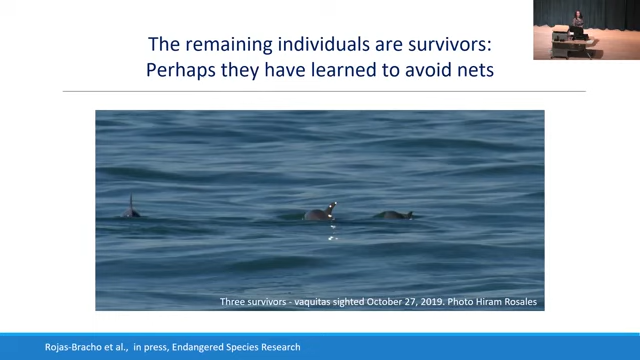 The remaining individuals are survivors:
Perhaps they have learned to avoid nets
Three survivors - vaquitas sighted October 27, 2019. Photo Hiram Rosales
Rojas-Bracho et al., in press, Endangered Species Research